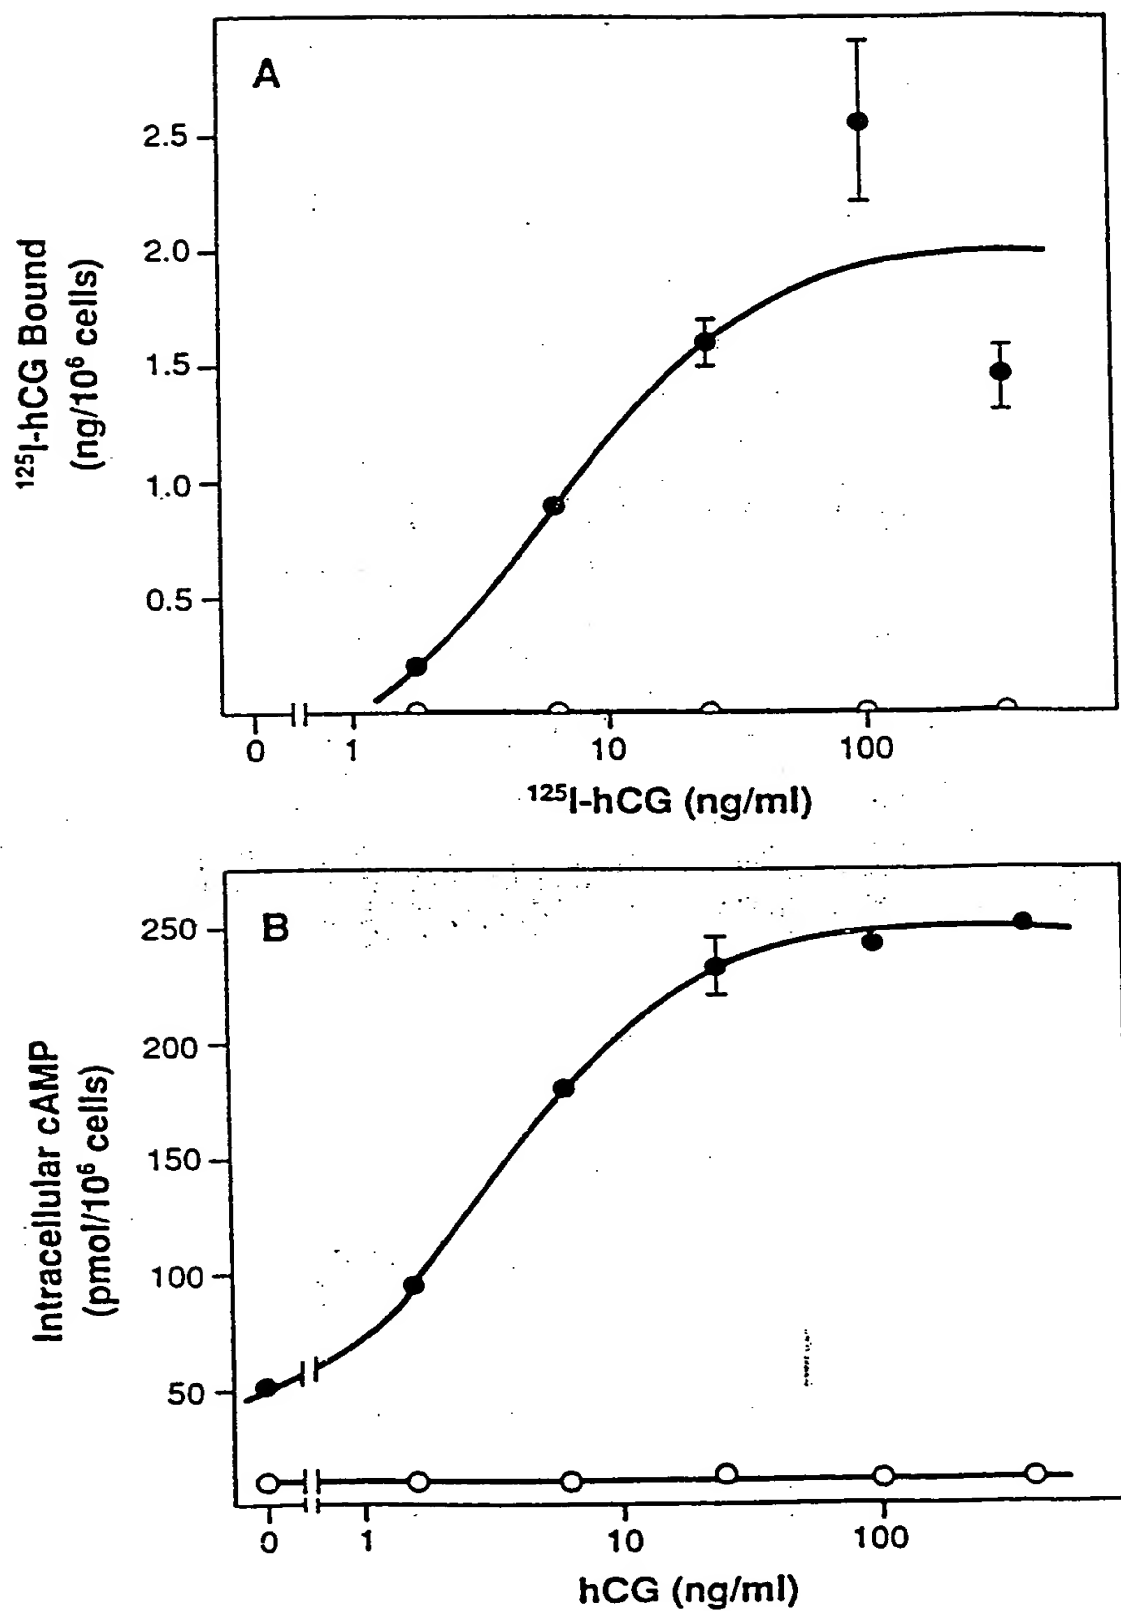 A
2.5
2.0
1.5
1.0
0.5
¹²⁵I-hCG Bound
(ng/10⁶ cells)
0 1 10 100
¹²⁵I-hCG (ng/ml)
B
250
200
150
100
50
Intracellular cAMP
(pmol/10⁶ cells)
0 1 10 100
hCG (ng/ml)